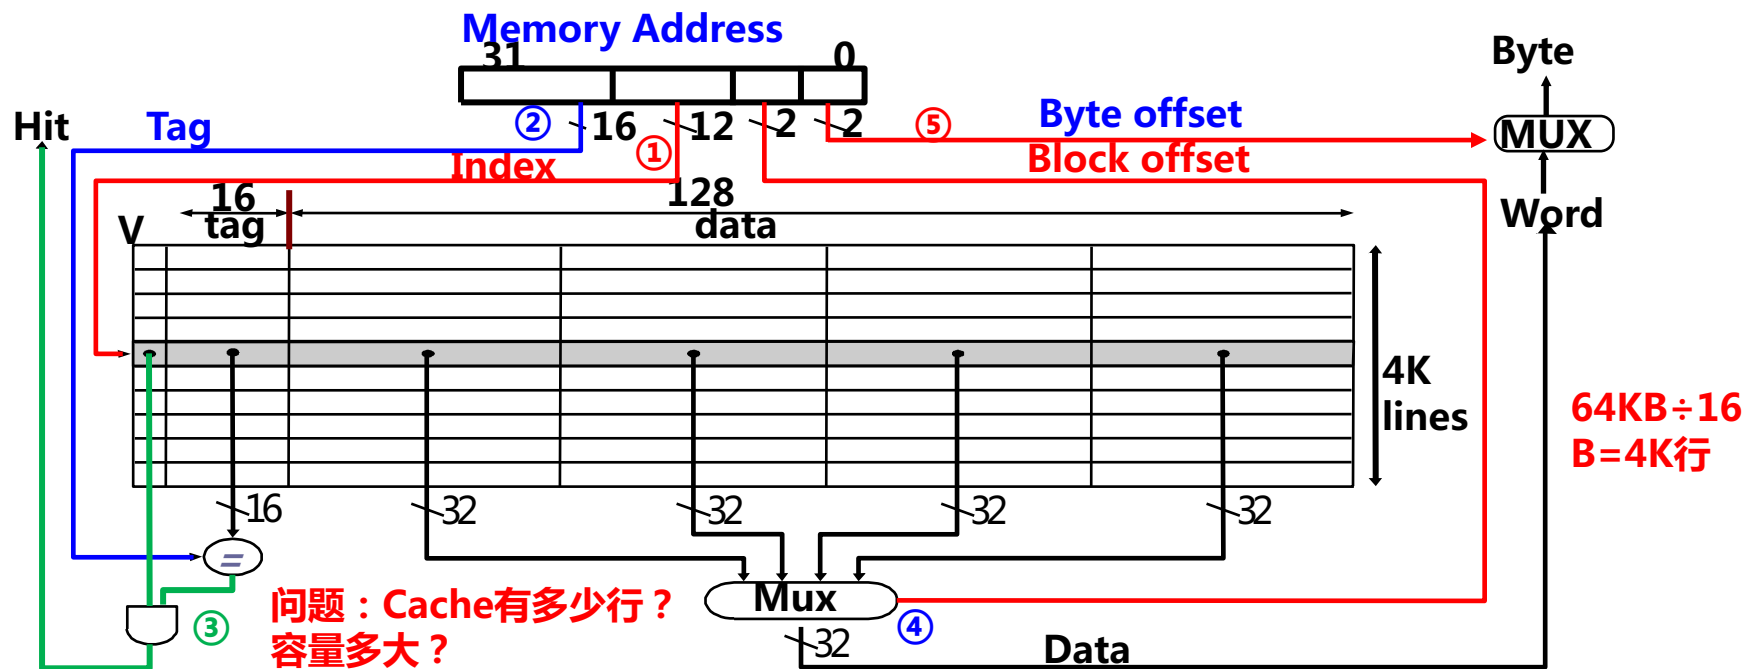 Memory Address
31 0
Byte
Hit
Tag
② 16 12 2 2
⑤
Byte offset
MUX
①
Index
Block offset
16
128
V
tag
data
Word
4K
lines
64KB÷16
B=4K行
16
32
32
32
32
=
问题：Cache有多少行？
容量多大？
Mux
③
④
32
Data